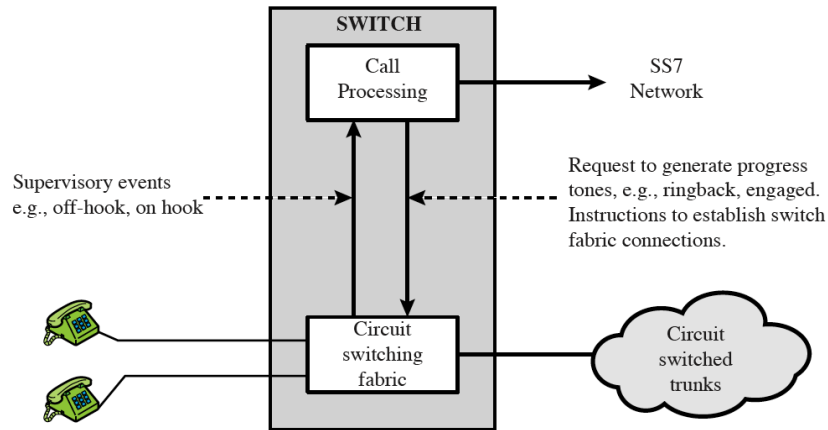 SWITCH
Call
Processing
SS7
Network
Supervisory events
e.g., off-hook, on hook
Request to generate progress
tones, e.g., ringback, engaged.
Instructions to establish switch
fabric connections.
Circuit
switching
fabric
Circuit
switched
trunks